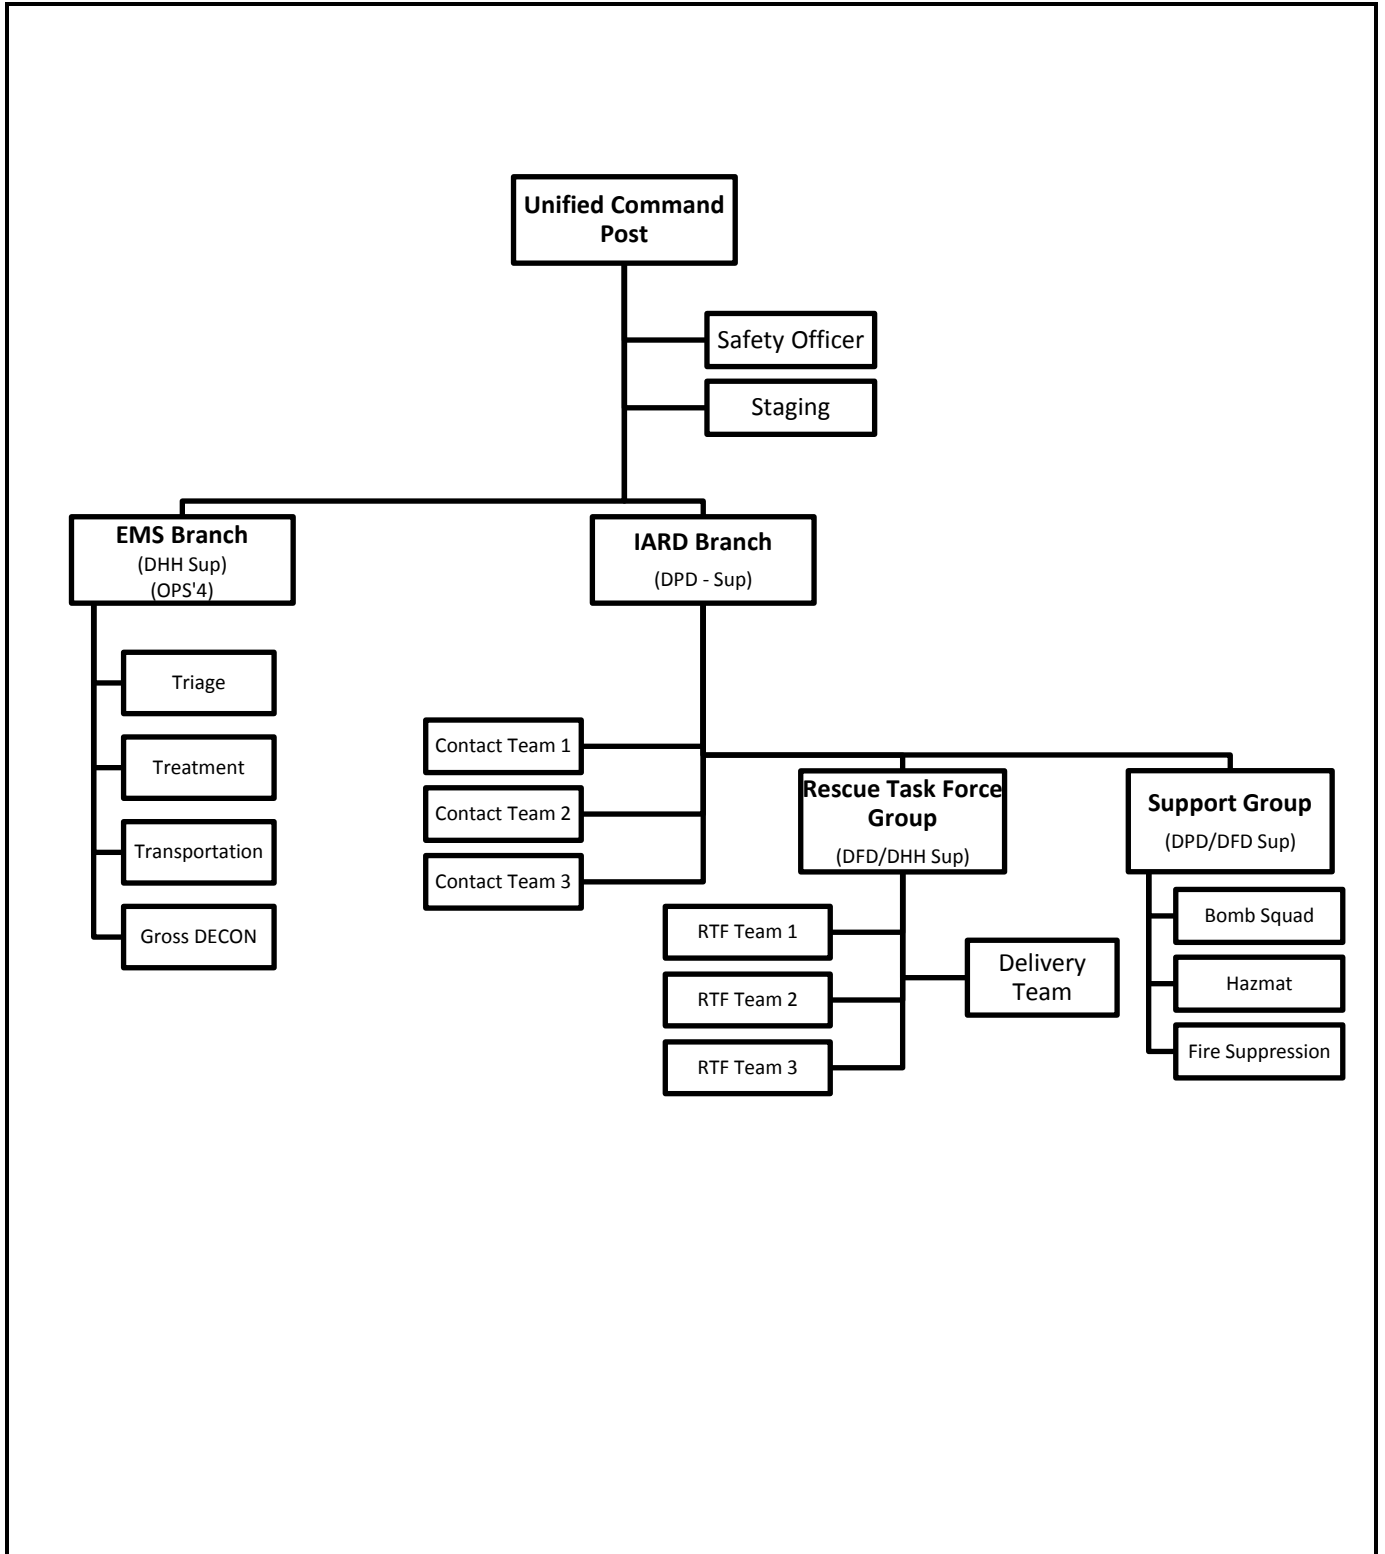 Unified Command
Post
Safety Officer
Staging
EMS Branch
(DHH Sup)
(OPS'4)
IARD Branch
(DPD - Sup)
Triage
Treatment
Transportation
Gross DECON
Contact Team 1
Contact Team 2
Contact Team 3
Rescue Task Force
Group
(DFD/DHH Sup)
RTF Team 1
RTF Team 2
RTF Team 3
Delivery
Team
Support Group
(DPD/DFD Sup)
Bomb Squad
Hazmat
Fire Suppression